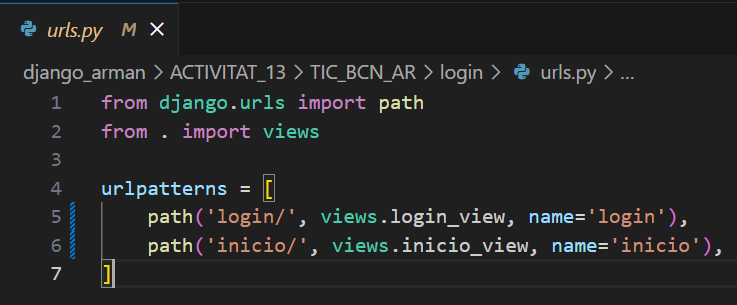 urls.py M ×
django_arman > ACTIVITAT_13 > TIC_BCN_AR > login > urls.py > ...
1 from django.urls import path
2 from . import views
3
4 urlpatterns = [
5     path('login/', views.login_view, name='login'),
6     path('inicio/', views.inicio_view, name='inicio'),
7 ]